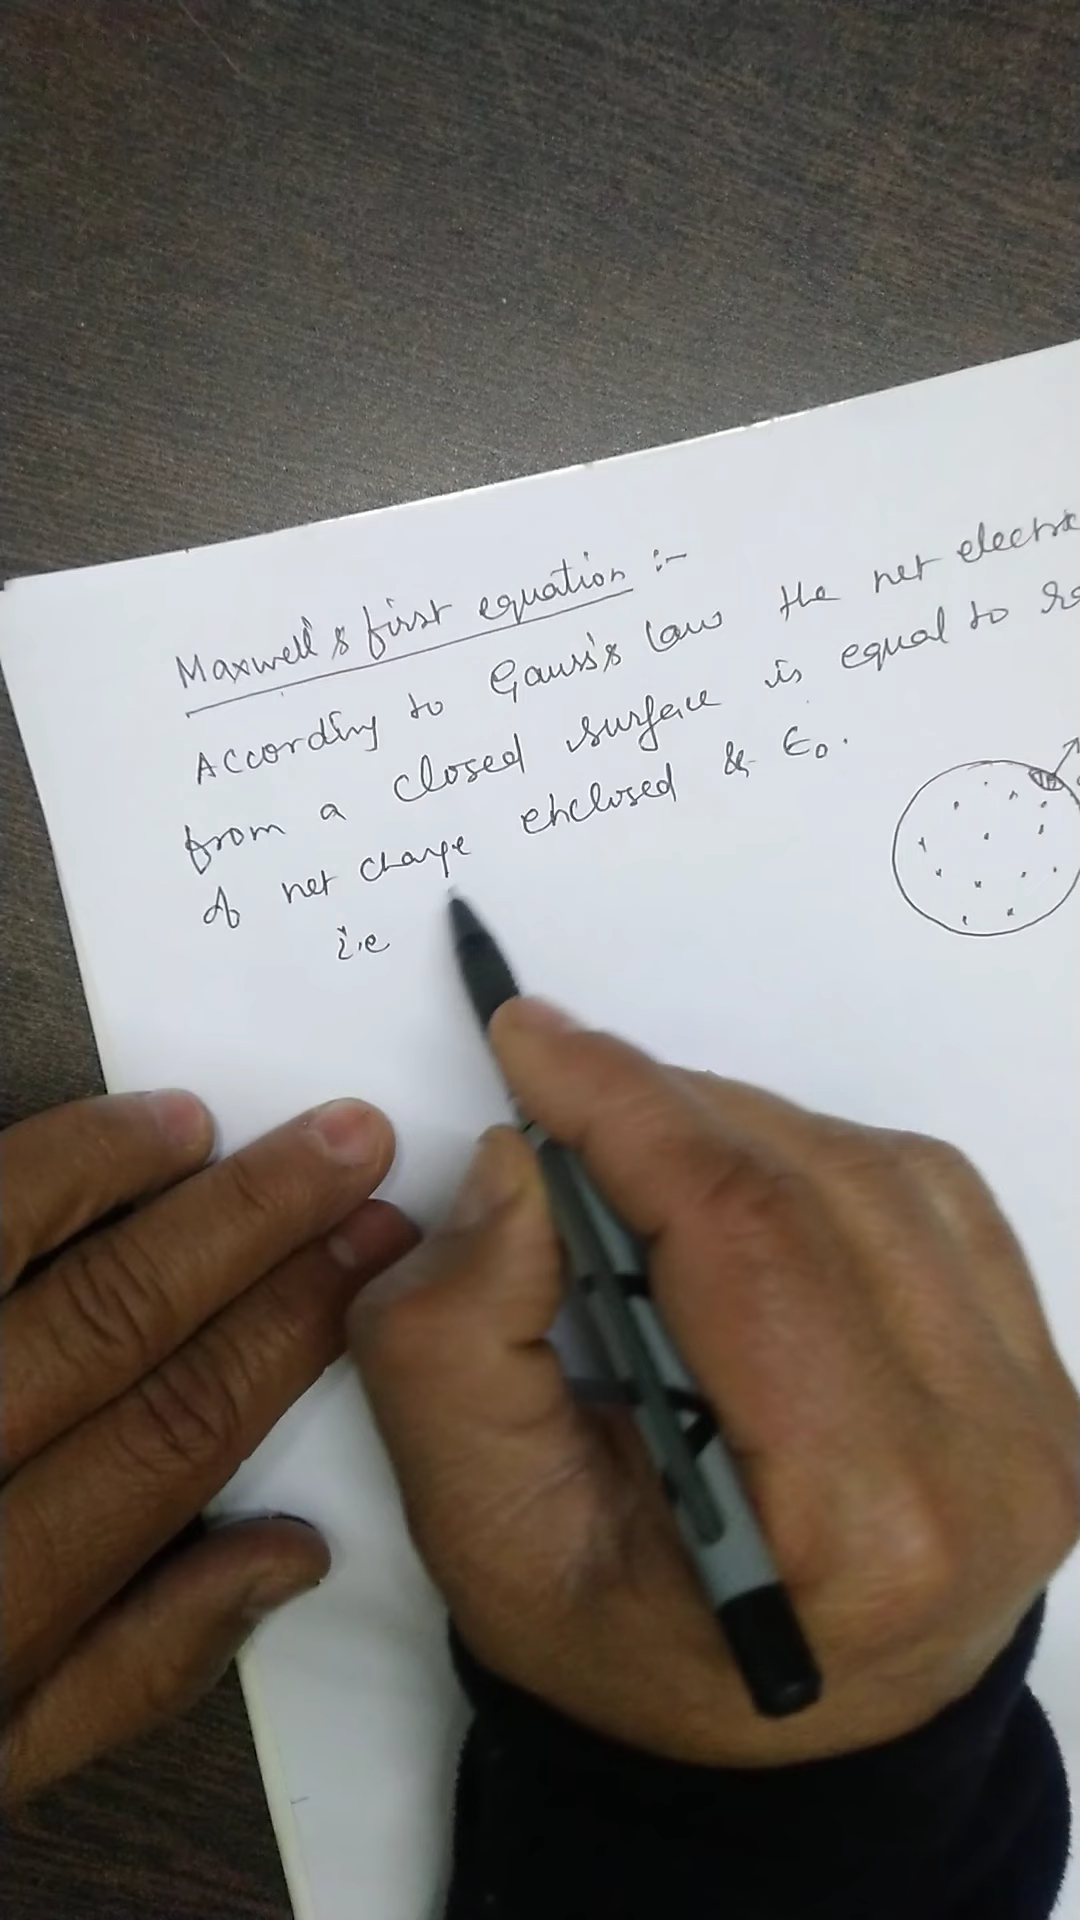 Maxwell's first equation :-
According to Gauss's law the net electric
from a closed surface is equal to
of net charge enclosed & ε₀.
i.e